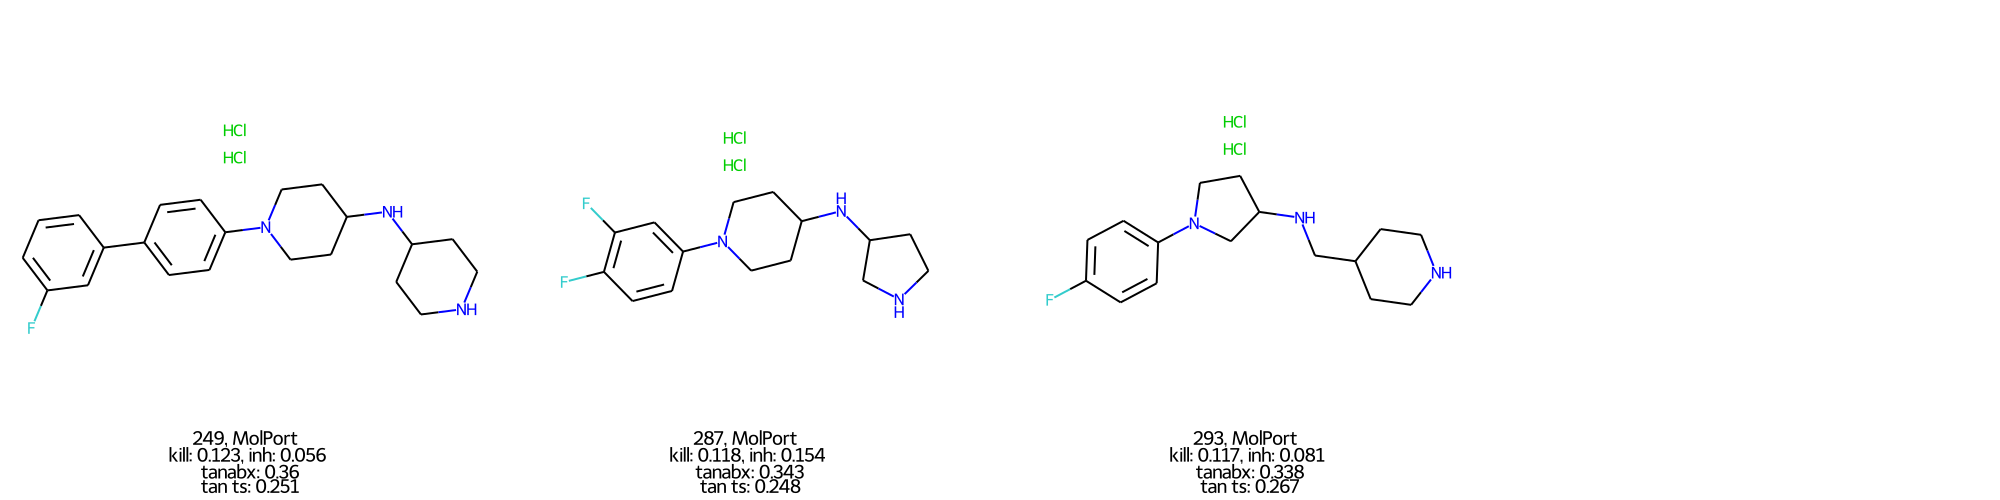 HCl
HCl
N
NH
NH
F
249, MolPort
kill: 0.123, inh: 0.056
tanabx: 0.36
tan ts: 0.251
HCl
HCl
F
F
N
H
N
N
H
287, MolPort
kill: 0.118, inh: 0.154
tanabx: 0.343
tan ts: 0.248
HCl
HCl
N
NH
NH
F
293, MolPort
kill: 0.117, inh: 0.081
tanabx: 0.338
tan ts: 0.267